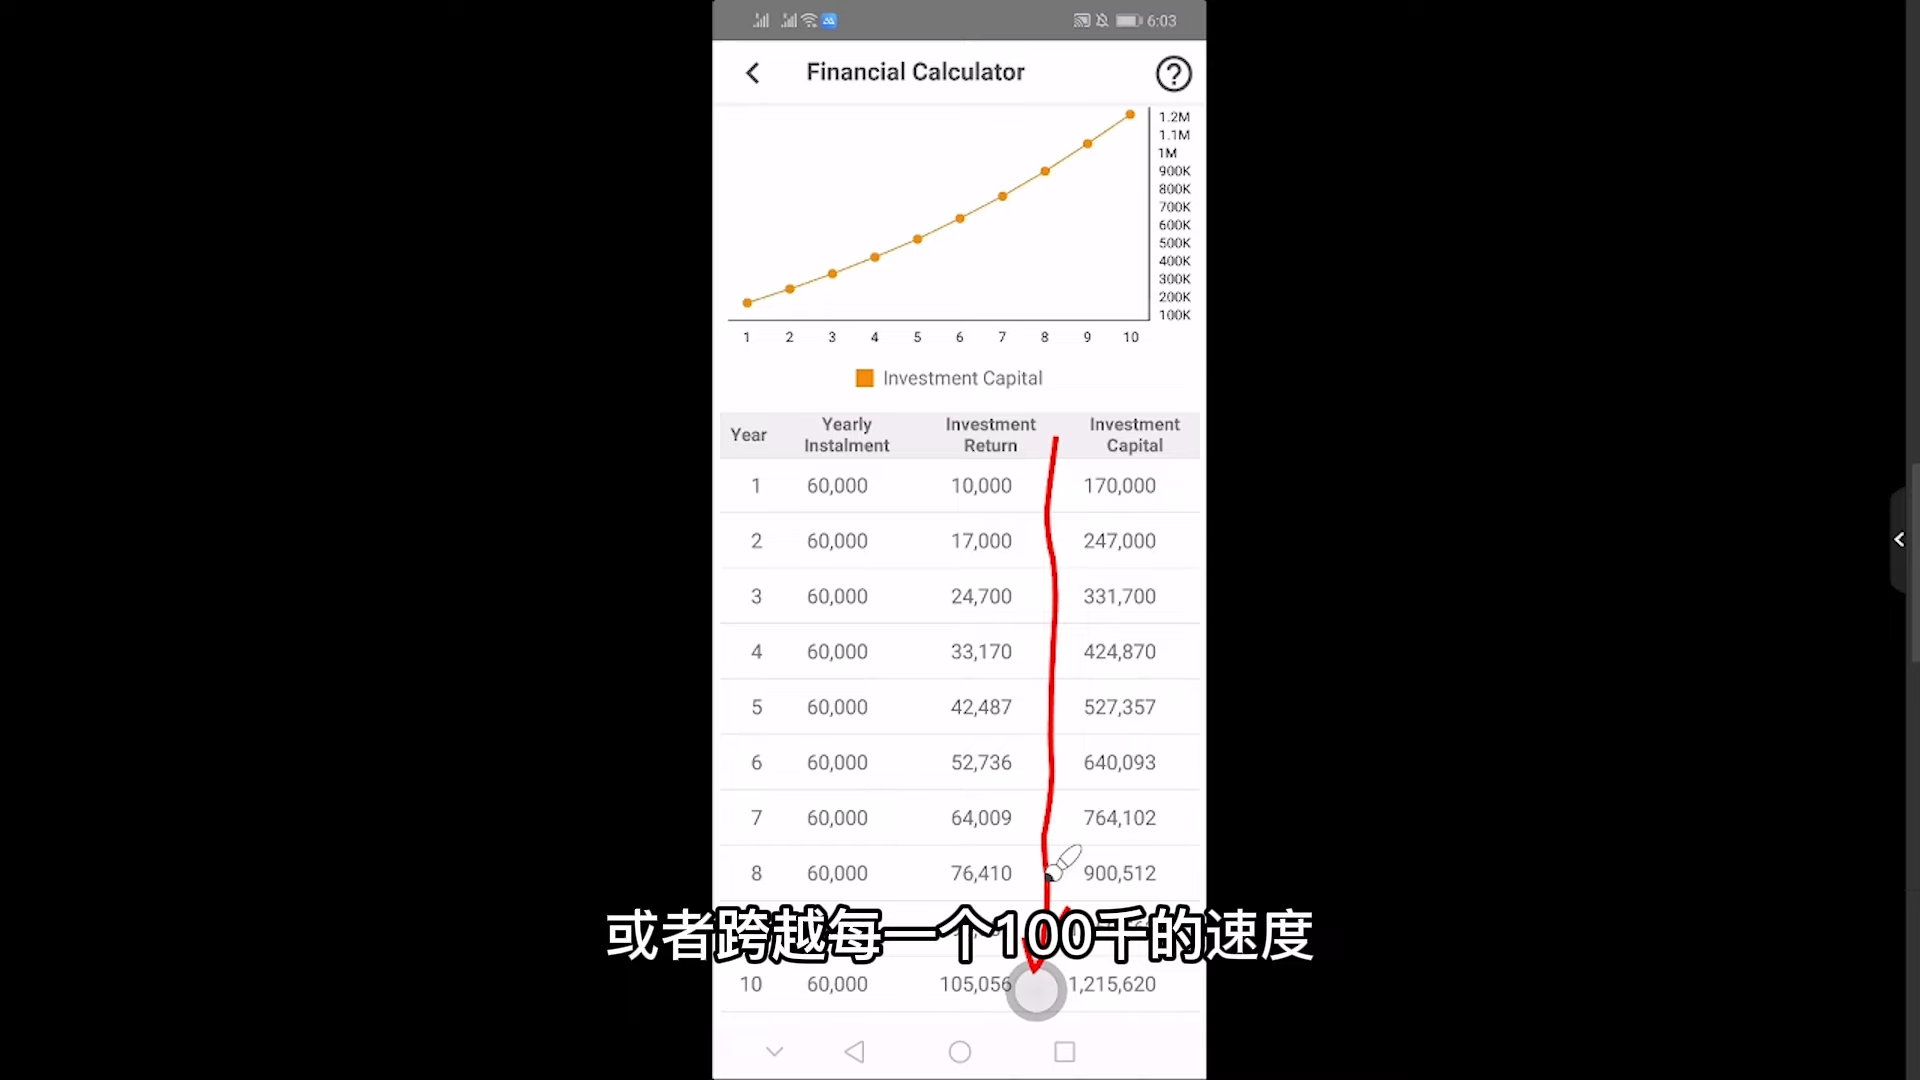 6:03
Financial Calculator
1.2M
1.1M
1M
900K
800K
700K
600K
500K
400K
300K
200K
100K
1 2 3 4 5 6 7 8 9 10
Investment Capital
Year Yearly Instalment Investment Return Investment Capital
1 60,000 10,000 170,000
2 60,000 17,000 247,000
3 60,000 24,700 331,700
4 60,000 33,170 424,870
5 60,000 42,487 527,357
6 60,000 52,736 640,093
7 60,000 64,009 764,102
8 60,000 76,410 900,512
或者跨越每一个100千的速度
10 60,000 105,056 1,215,620